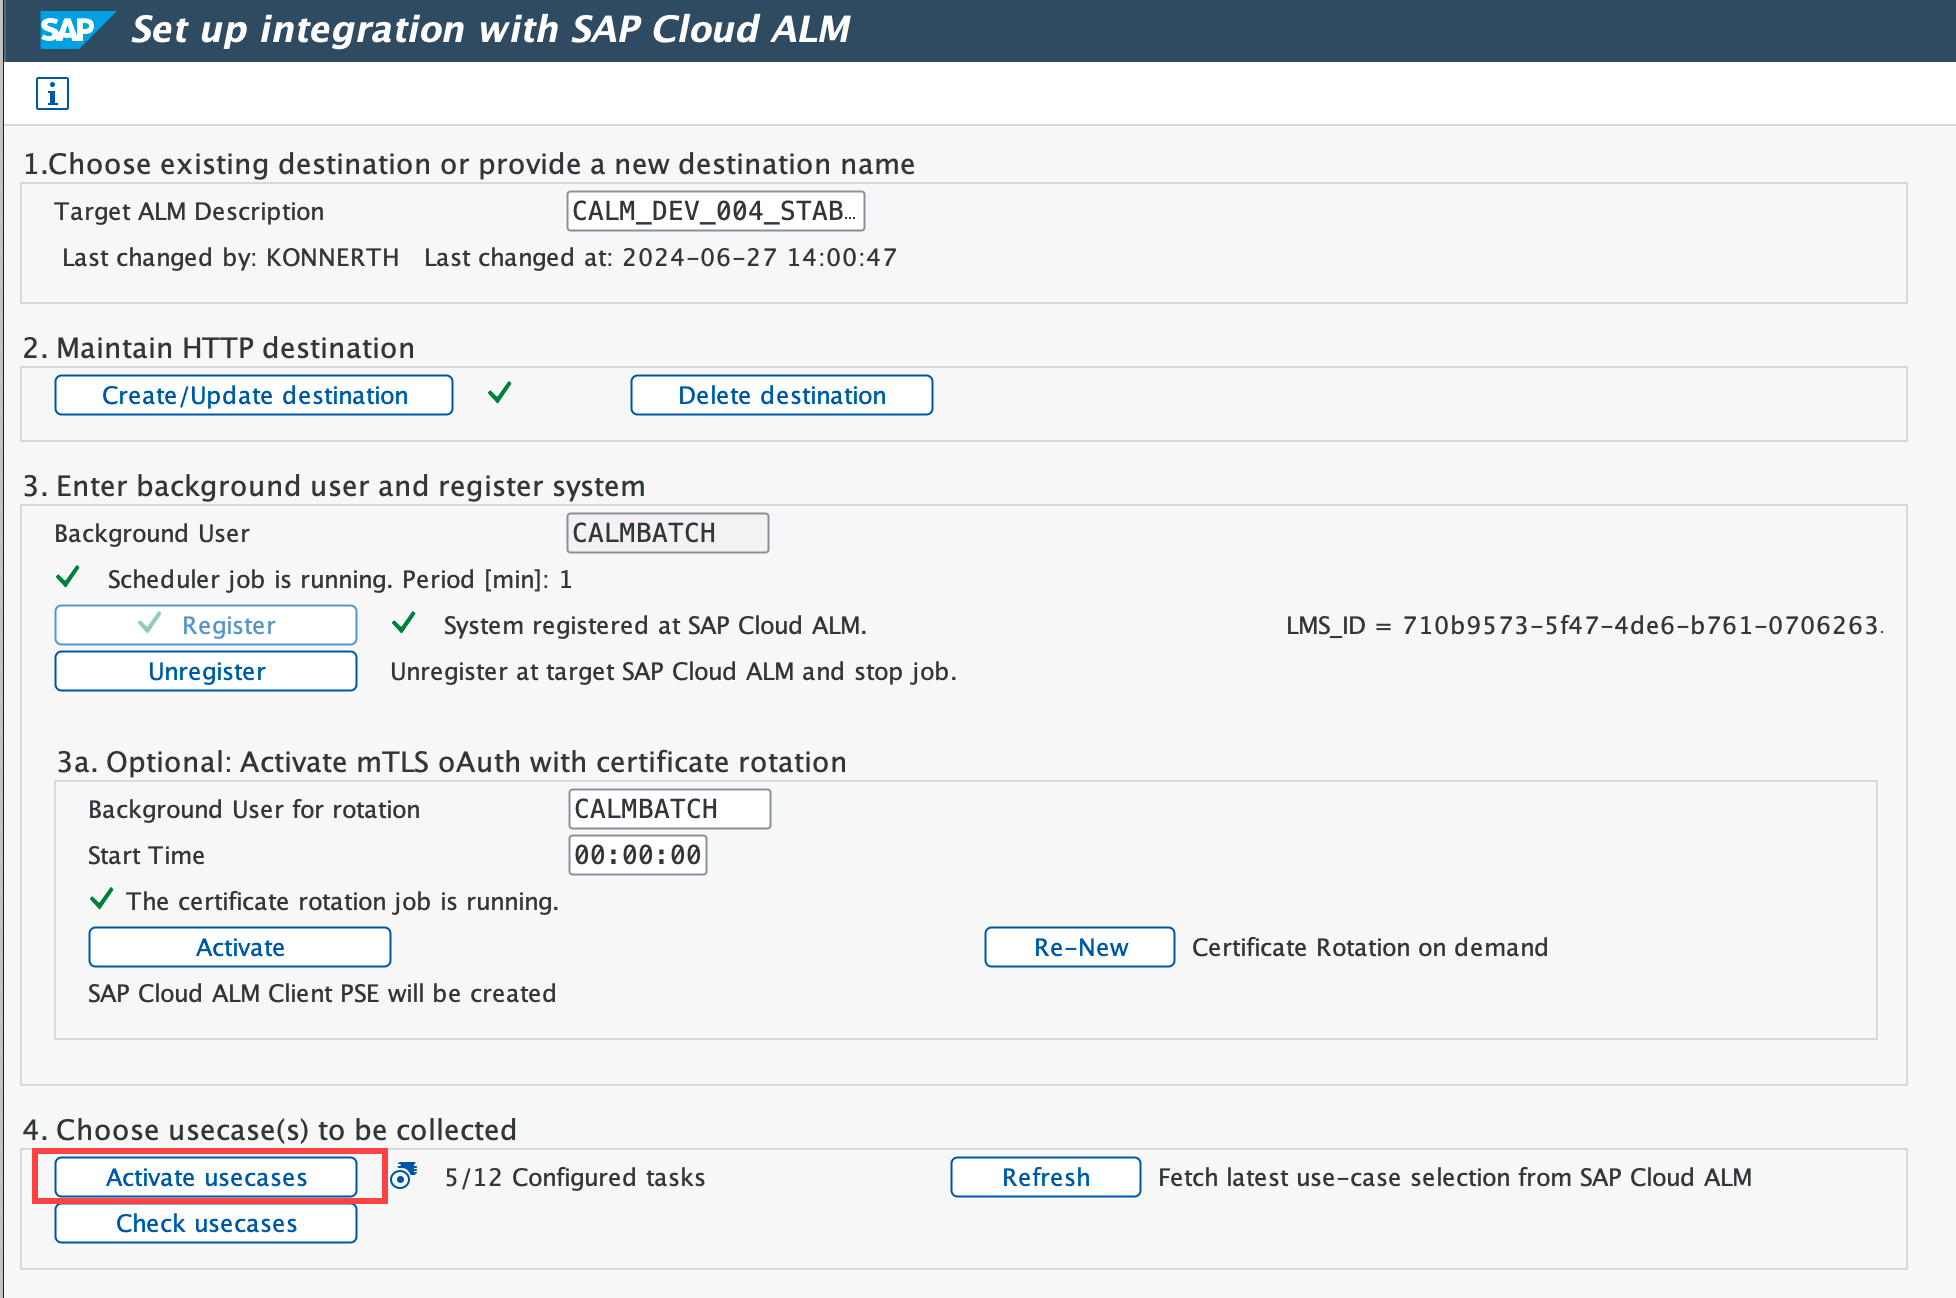 SAP Set up integration with SAP Cloud ALM
i
1.Choose existing destination or provide a new destination name
Target ALM Description CALM_DEV_004_STAB...
Last changed by: KONNERTH Last changed at: 2024-06-27 14:00:47
2. Maintain HTTP destination
Create/Update destination Delete destination
3. Enter background user and register system
Background User CALMBATCH
Scheduler job is running. Period [min]: 1
Register System registered at SAP Cloud ALM. LMS_ID = 710b9573-5f47-4de6-b761-0706263.
Unregister Unregister at target SAP Cloud ALM and stop job.
3a. Optional: Activate mTLS oAuth with certificate rotation
Background User for rotation CALMBATCH
Start Time 00:00:00
The certificate rotation job is running.
Activate Re-New Certificate Rotation on demand
SAP Cloud ALM Client PSE will be created
4. Choose usecase(s) to be collected
Activate usecases 5/12 Configured tasks Refresh Fetch latest use-case selection from SAP Cloud ALM
Check usecases